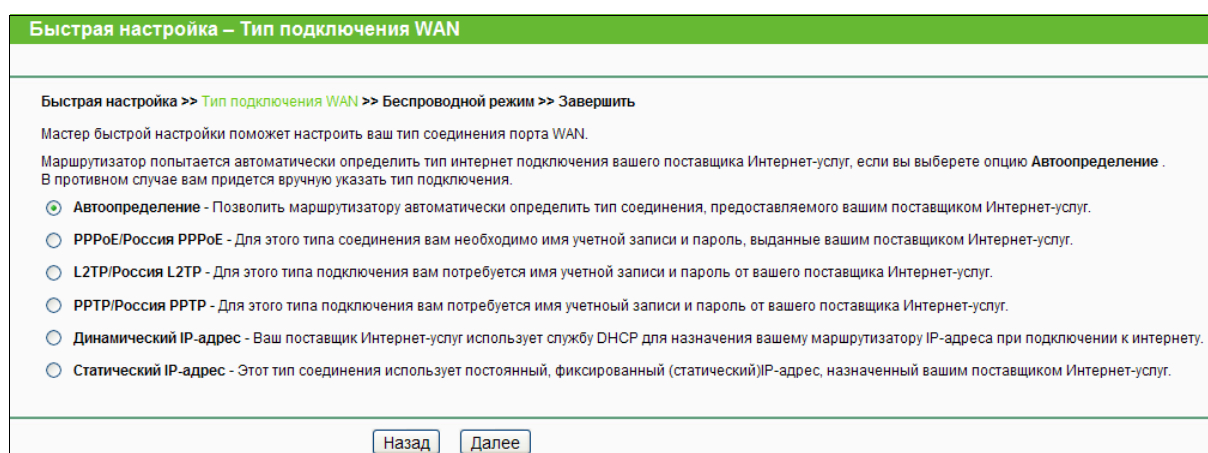 Быстрая настройка – Тип подключения WAN
Быстрая настройка >> Тип подключения WAN >> Беспроводной режим >> Завершить
Мастер быстрой настройки поможет настроить ваш тип соединения порта WAN.
Маршрутизатор попытается автоматически определить тип интернет подключения вашего поставщика Интернет-услуг, если вы выберете опцию Автоопределение .
В противном случае вам придется вручную указать тип подключения.
Автоопределение - Позволить маршрутизатору автоматически определить тип соединения, предоставляемого вашим поставщиком Интернет-услуг.
PPPoE/Россия PPPoE - Для этого типа соединения вам необходимо имя учетной записи и пароль, выданные вашим поставщиком Интернет-услуг.
L2TP/Россия L2TP - Для этого типа подключения вам потребуется имя учетной записи и пароль от вашего поставщика Интернет-услуг.
PPTP/Россия PPTP - Для этого типа подключения вам потребуется имя учетноый записи и пароль от вашего поставщика Интернет-услуг.
Динамический IP-адрес - Ваш поставщик Интернет-услуг использует службу DHCP для назначения вашему маршрутизатору IP-адреса при подключении к интернету.
Статический IP-адрес - Этот тип соединения использует постоянный, фиксированный (статический)IP-адрес, назначенный вашим поставщиком Интернет-услуг.
Назад Далее